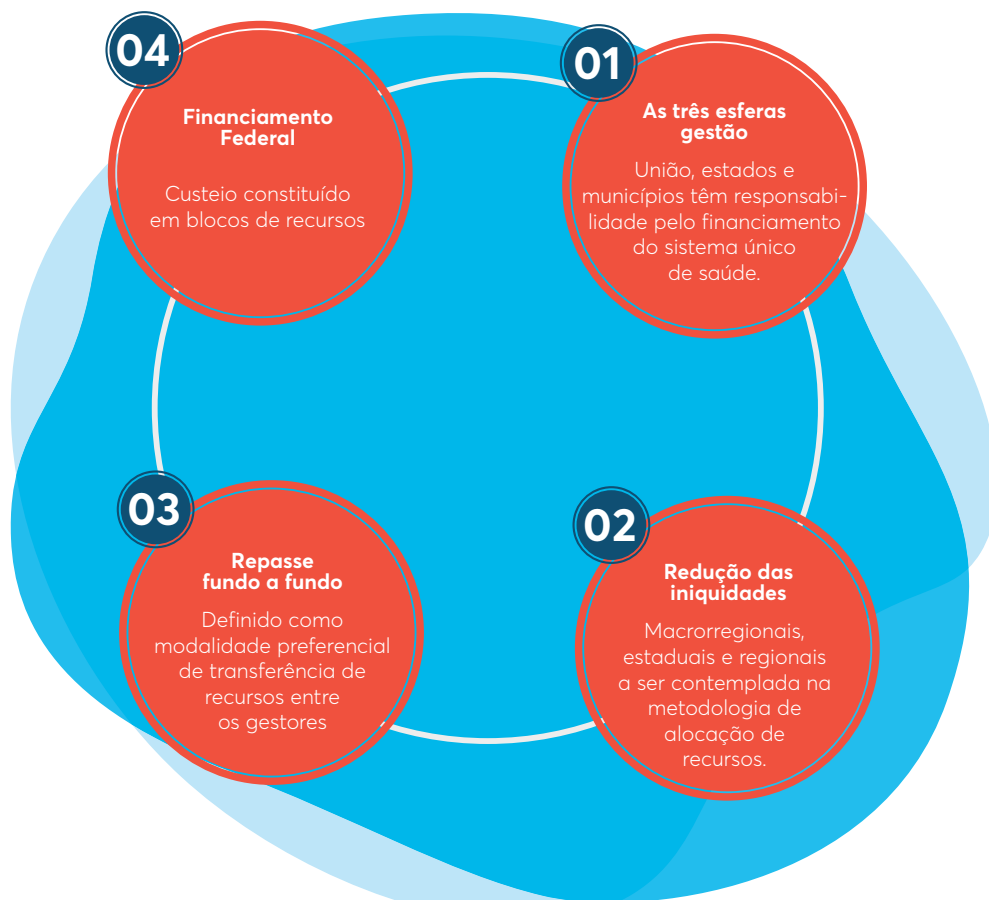 01
As três esferas
gestão
União, estados e
municípios têm responsabi-
lidade pelo financiamento
do sistema único
de saúde.
02
Redução das
iniquidades
Macrorregionais,
estaduais e regionais
a ser contemplada na
metodologia de
alocação de
recursos.
03
Repasse
fundo a fundo
Definido como
modalidade preferencial
de transferência de
recursos entre
os gestores
04
Financiamento
Federal
Custeio constituído
em blocos de recursos